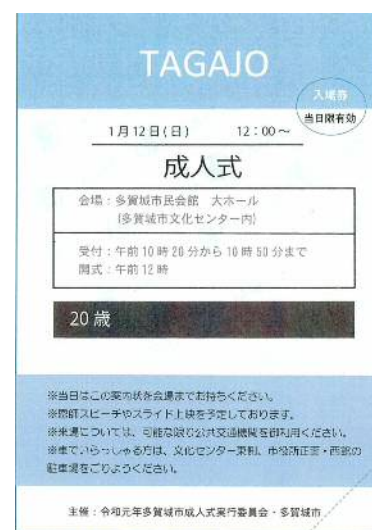 TAGAJO
入場券
当日限有効
1月12日(日) 12:00～
成人式
会場：多賀城市民会館 大ホール
(多賀城市文化センター内)
受付：午前10時20分から10時50分まで
開式：午前12時
20歳
※当日はこの案内状を会場までお持ちください。
※恩師スピーチやスライド上映を予定しております。
※来場については、可能な限り公共交通機関を御利用ください。
※車でいらっしゃる方は、文化センター東側、市役所正面・西部の
駐車場をごりようください。
主催：令和元年多賀城市成人式実行委員会・多賀城市